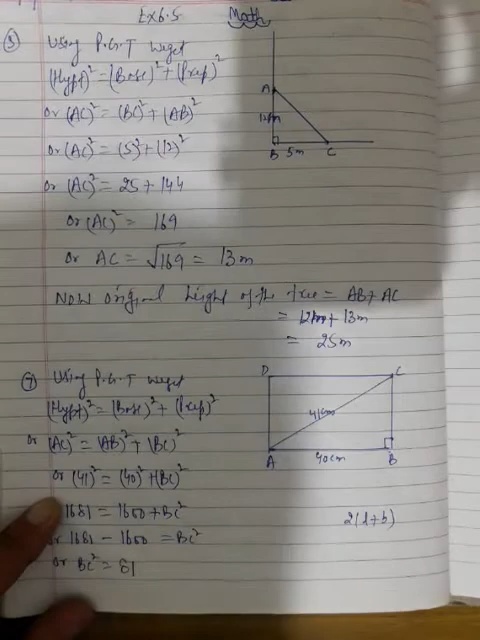 Ex 6.5
Math
5 Using P.G.T we get
(Hypt)² = (Base)² + (Prep)²
or (AC)² = (BC)² + (AB)²
or (AC)² = (5)² + (12)²
or (AC)² = 25 + 144
or (AC)² = 169
or AC = √169 = 13m
A
12m
B 5m C
Now original height of the tree = AB + AC
= 12m + 13m
= 25m
7 Using P.G.T we get
(Hypt)² = (Base)² + (Prep)²
or (AC)² = (AB)² + (BC)²
or (41)² = (40)² + (BC)²
1681 = 1600 + BC²
or 1681 - 1600 = BC²
or BC² = 81
D C
41cm
A 40cm B
2(l+b)